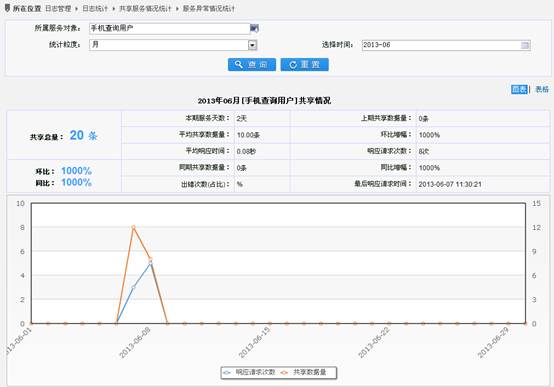 所在位置 日志管理 ▸ 日志统计 ▸ 共享服务情况统计 ▸ 服务异常情况统计
所属服务对象: 手机查询用户
统计粒度: 月 选择时间: 2013-06
查 询 重 置
图表 | 表格
2013年06月[手机查询用户]共享情况
共享总量: 20 条
本期服务天数: 2天 上期共享数据量: 0条
平均共享数据量: 10.00条 环比增幅: 1000%
平均响应时间: 0.08秒 响应请求次数: 8次
环比: 1000%
同比: 1000%
同期共享数据量: 0条 同比增幅: 1000%
出错次数(占比): % 最后响应请求时间: 2013-06-07 11:30:21
10 15
8 12
6 9
4 6
2 3
0 0
2013-06-01 2013-06-08 2013-06-15 2013-06-22 2013-06-29
响应请求次数 共享数据量